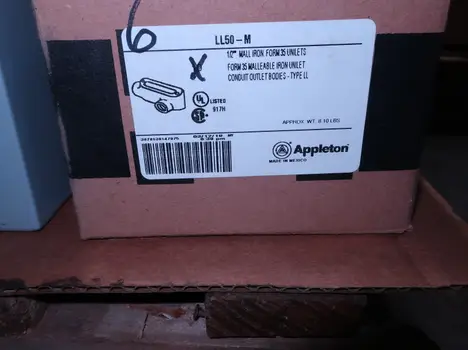 6
LL50-M
1/2" MALL IRON FORM 35 UNILETS
X
FORM 35 MALLEABLE IRON UNILET
CONDUIT OUTLET BODIES - TYPE LL
UL LISTED
917H
APPROX. WT. 8.10 LBS
Appleton
MADE IN MEXICO